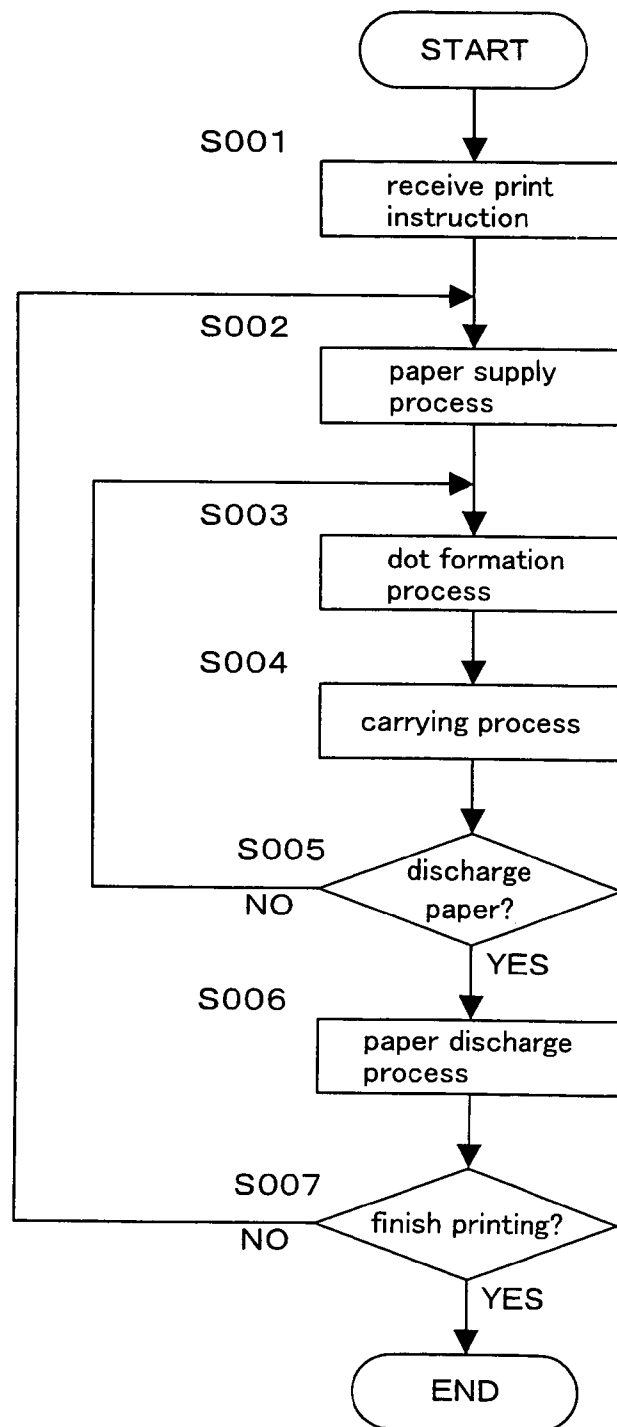 START
S001
receive print
instruction
S002
paper supply
process
S003
dot formation
process
S004
carrying process
S005
discharge
paper?
NO
YES
S006
paper discharge
process
S007
finish printing?
NO
YES
END